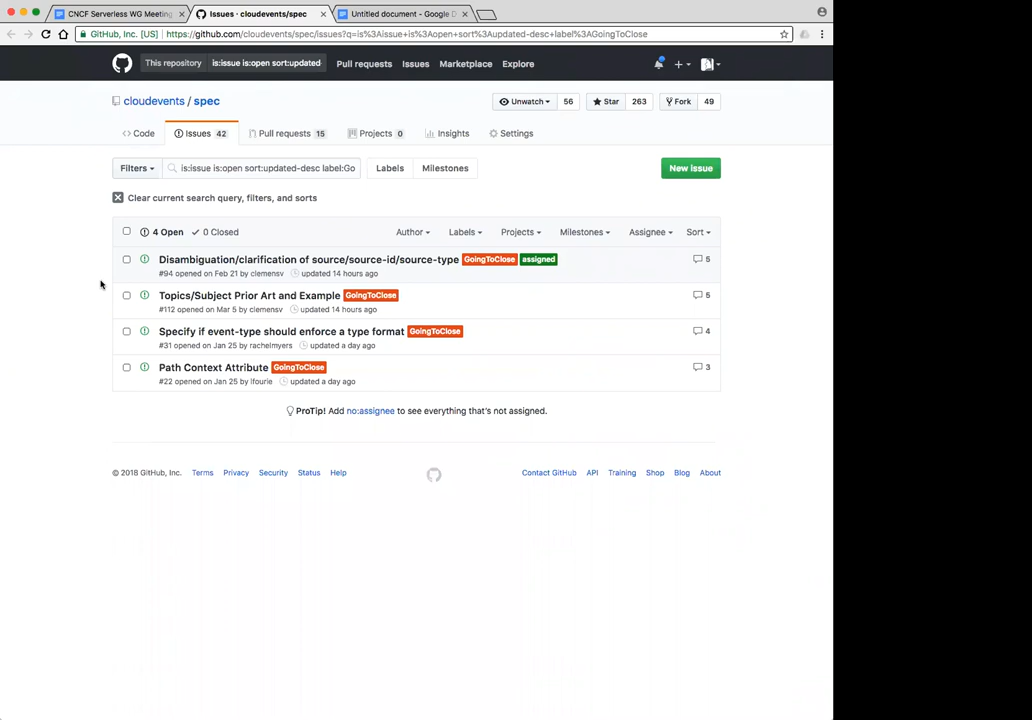 CNCF Serverless WG Meeting
Issues · cloudevents/spec
Untitled document - Google D
GitHub, Inc. [US]
https://github.com/cloudevents/spec/issues?q=is%3Aissue+is%3Aopen+sort%3Aupdated-desc+label%3AGoingToClose
This repository
is:issue is:open sort:updated-
Pull requests
Issues
Marketplace
Explore
cloudevents / spec
Unwatch
56
Star
263
Fork
49
Code
Issues 42
Pull requests 15
Projects 0
Insights
Settings
Filters
is:issue is:open sort:updated-desc label:Go
Labels
Milestones
New issue
Clear current search query, filters, and sorts
4 Open
0 Closed
Author
Labels
Projects
Milestones
Assignee
Sort
Disambiguation/clarification of source/source-id/source-type GoingToClose assigned
5
#94 opened on Feb 21 by clemensv updated 14 hours ago
Topics/Subject Prior Art and Example GoingToClose
5
#112 opened on Mar 5 by clemensv updated 14 hours ago
Specify if event-type should enforce a type format GoingToClose
4
#31 opened on Jan 25 by rachelmyers updated a day ago
Path Context Attribute GoingToClose
3
#22 opened on Jan 25 by lfourie updated a day ago
ProTip! Add no:assignee to see everything that's not assigned.
© 2018 GitHub, Inc.
Terms
Privacy
Security
Status
Help
Contact GitHub
API
Training
Shop
Blog
About